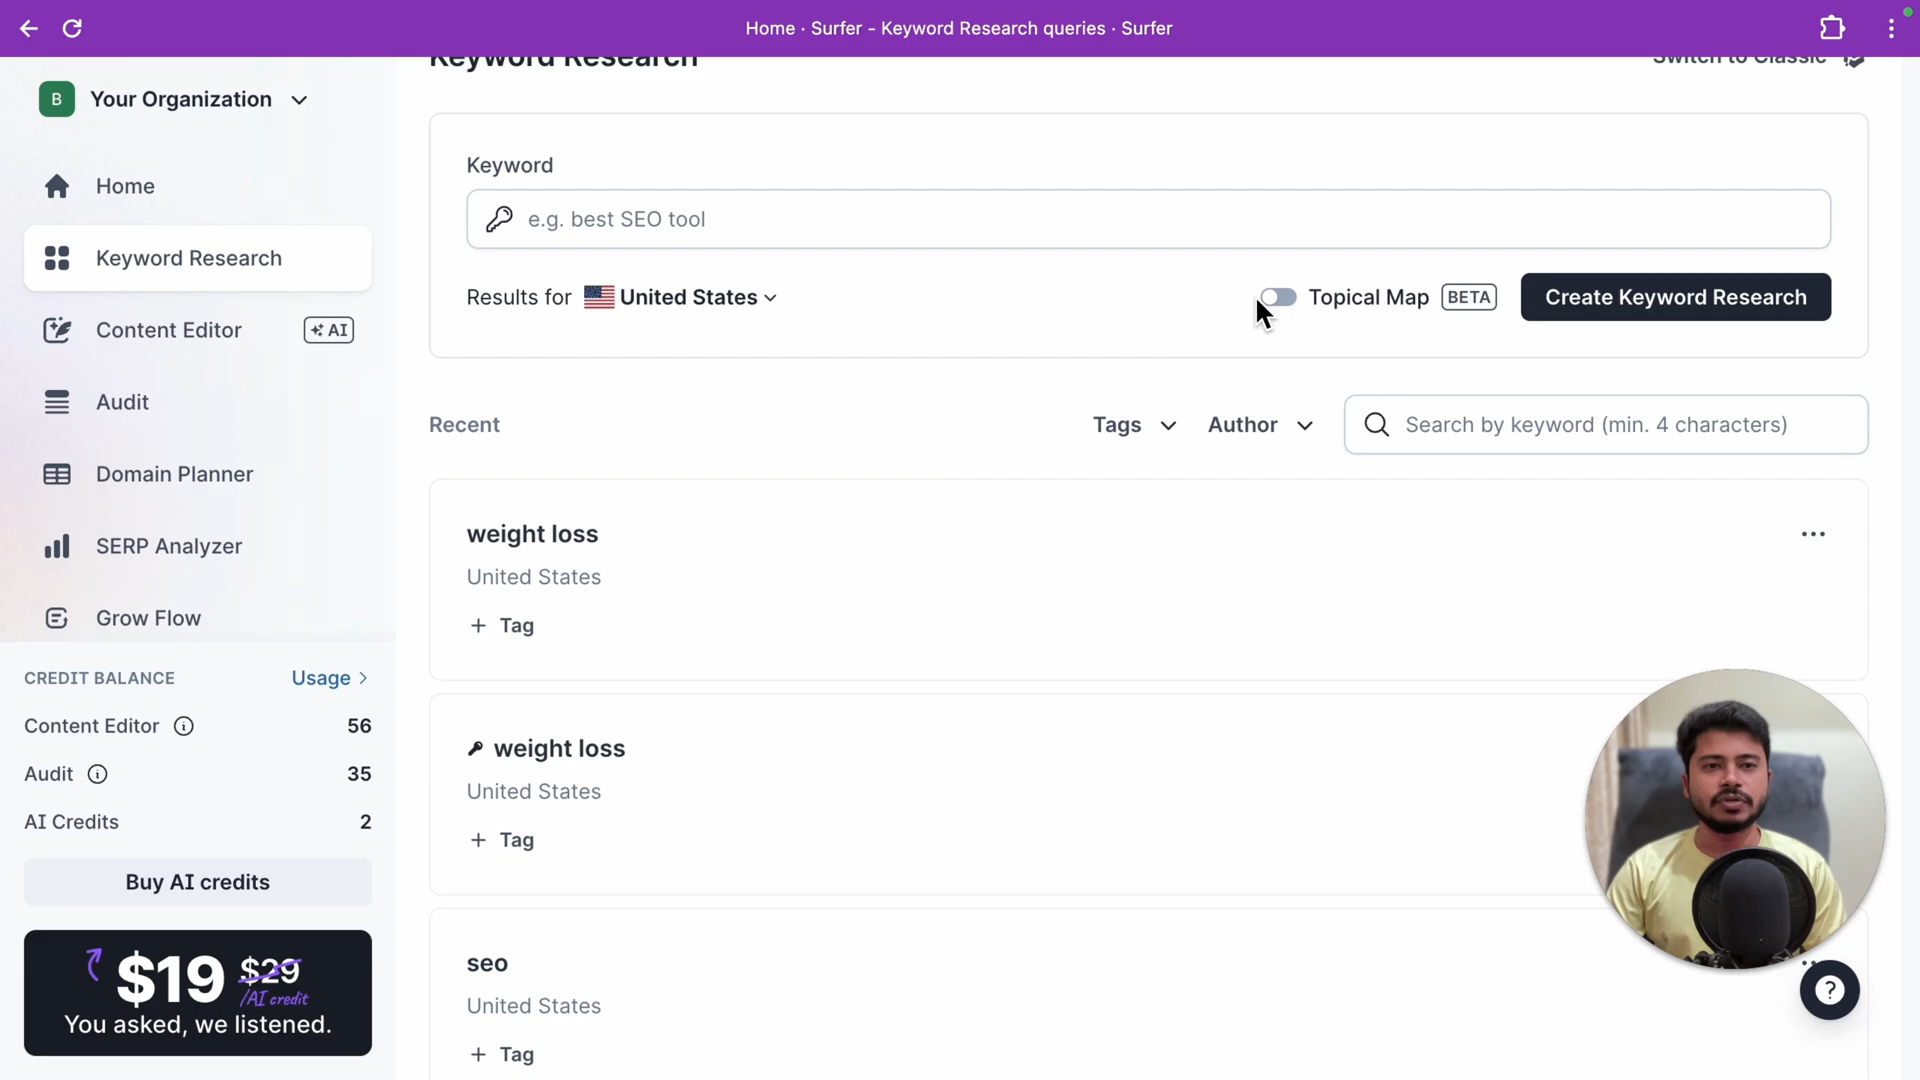 Home · Surfer - Keyword Research queries · Surfer
B Your Organization
Home
Keyword Research
Content Editor AI
Audit
Domain Planner
SERP Analyzer
Grow Flow
CREDIT BALANCE Usage >
Content Editor 56
Audit 35
AI Credits 2
Buy AI credits
$19 $29 /AI credit
You asked, we listened.
Keyword Research Switch to Classic
Keyword
e.g. best SEO tool
Results for United States Topical Map BETA Create Keyword Research
Recent Tags Author Search by keyword (min. 4 characters)
weight loss
United States
+ Tag
weight loss
United States
+ Tag
seo
United States
+ Tag